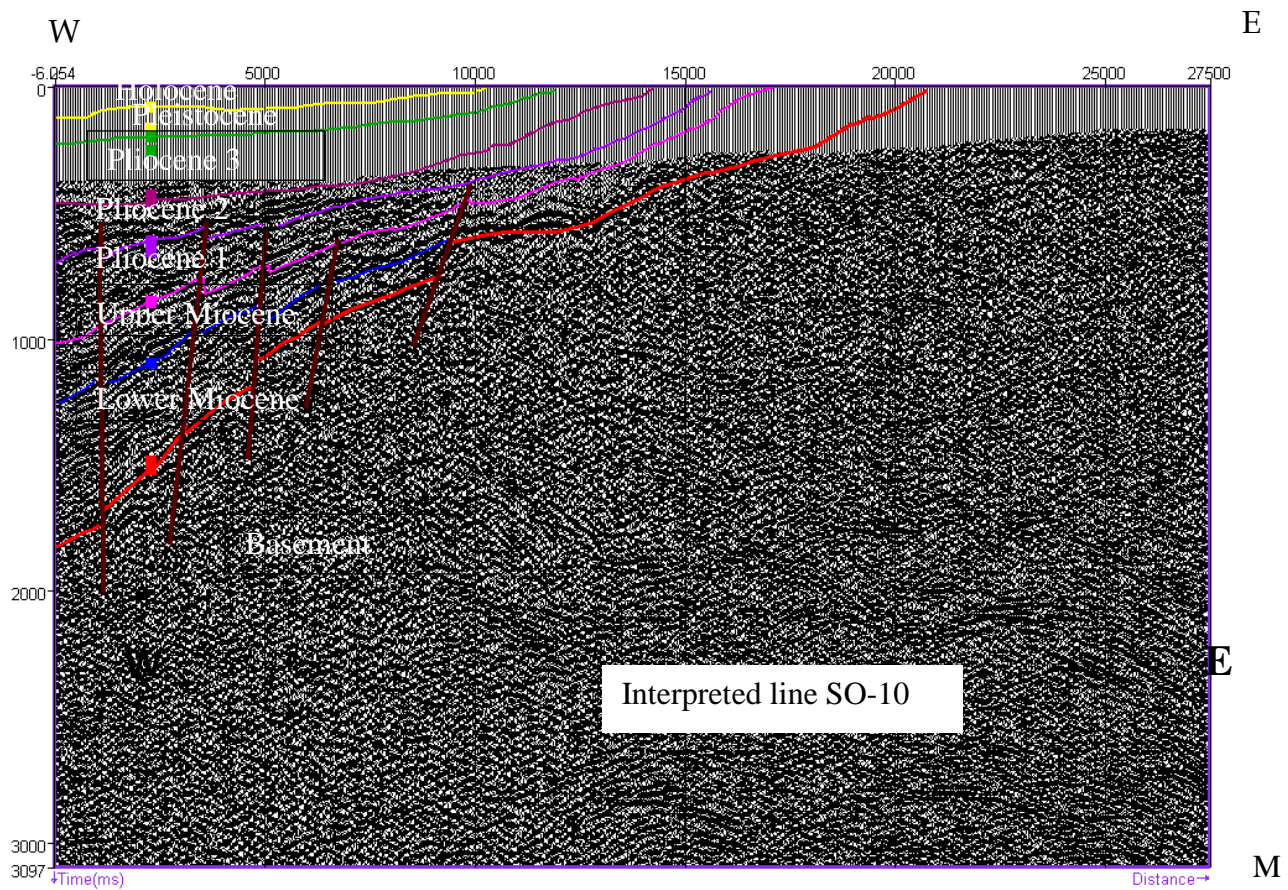 W
E
-6.054 5000 10000 15000 20000 25000 27500
0
Holocene
Pleistocene
Pliocene 3
Pliocene 2
Pliocene 1
Upper Miocene
1000
Lower Miocene
Basement
2000
W
E
Interpreted line SO-10
3000
3097
↓Time(ms)
Distance→
M